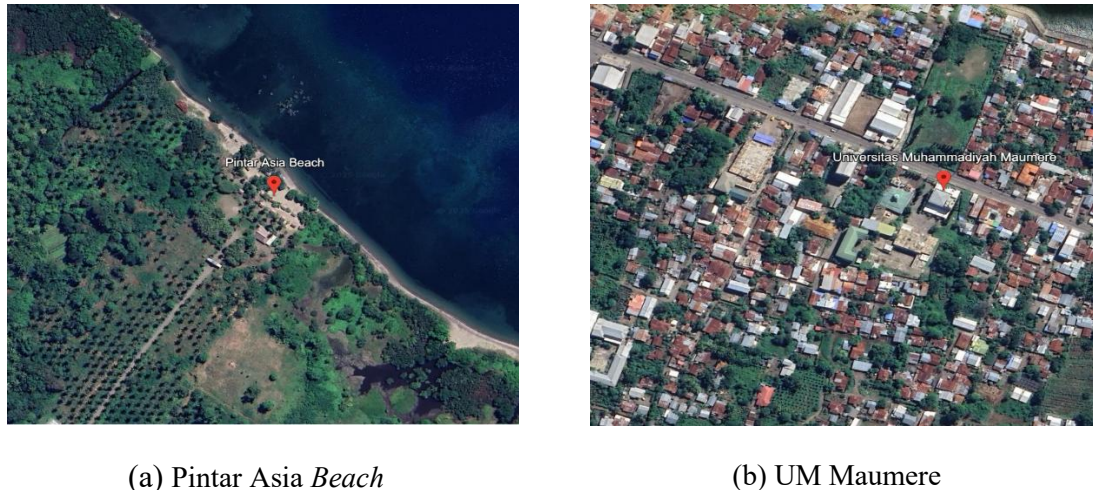 Pintar Asia Beach
Universitas Muhammadiyah Maumere
(a) Pintar Asia Beach
(b) UM Maumere